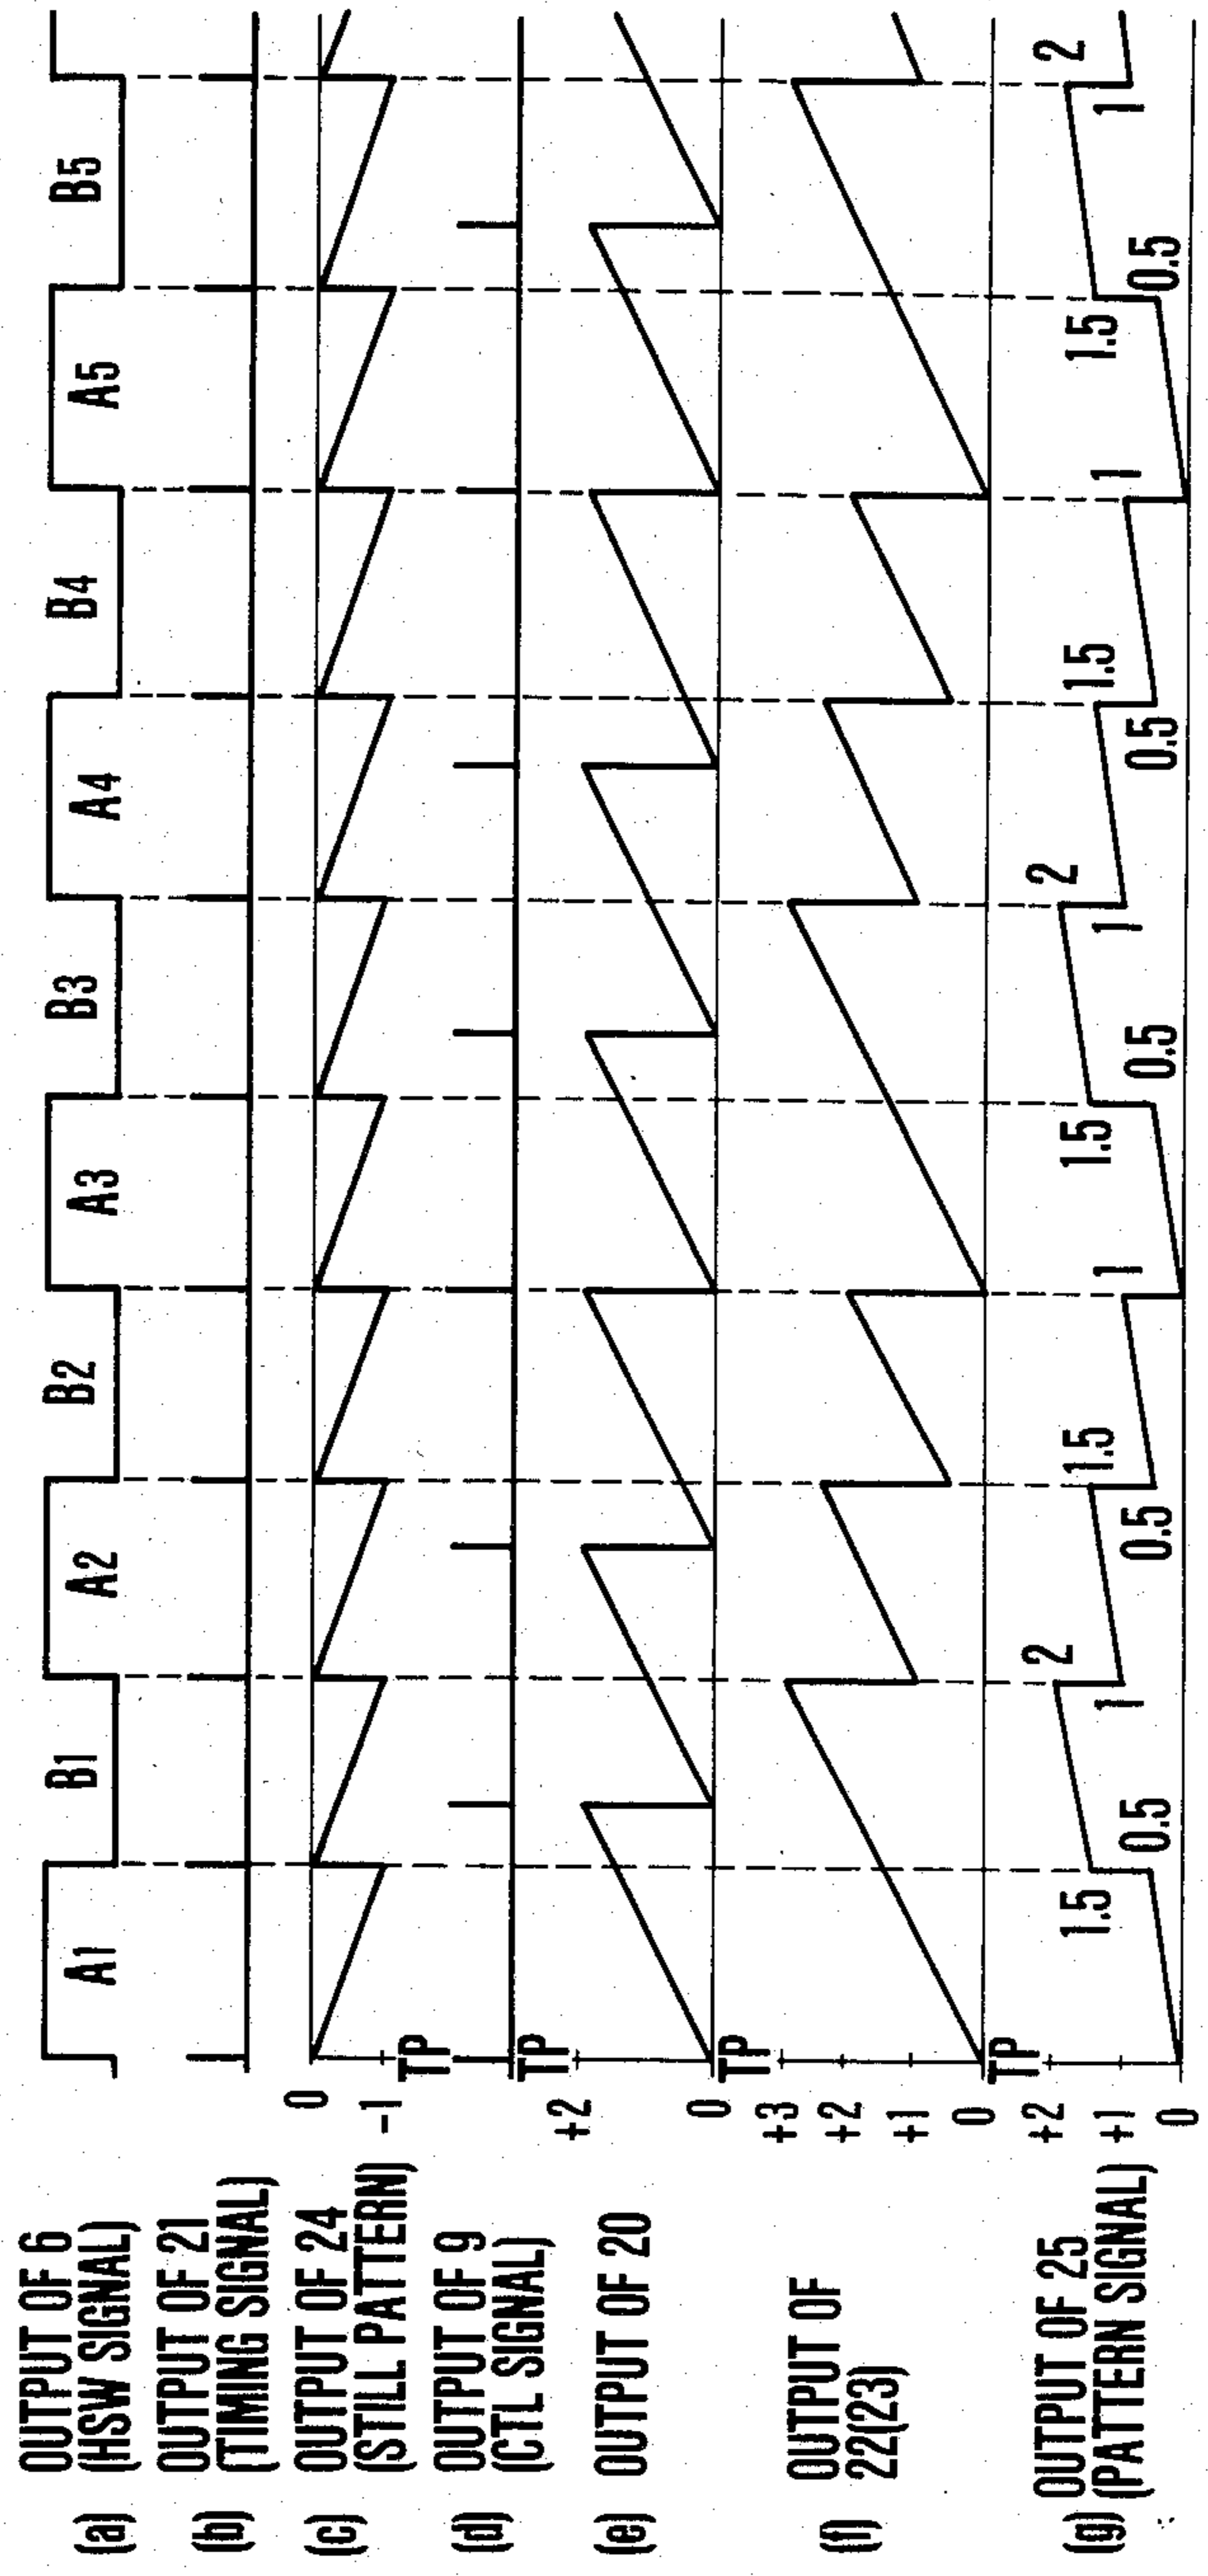 (a) OUTPUT OF 6
(HSW SIGNAL)
A1 B1 A2 B2 A3 B3 A4 B4 A5 B5
(b) OUTPUT OF 21
(TIMING SIGNAL)
(c) OUTPUT OF 24
(STILL PATTERN)
0
-1
TP
(d) OUTPUT OF 9
(CTL SIGNAL)
(e) OUTPUT OF 20
TP
+2
0
(f) OUTPUT OF
22(23)
TP
+3
+2
+1
0
(g) OUTPUT OF 25
(PATTERN SIGNAL)
TP
+2
+1
0
1.5 0.5 2 1 1.5 0.5 1 1.5 0.5 2 1 1.5 0.5 1 1.5 0.5 2 1